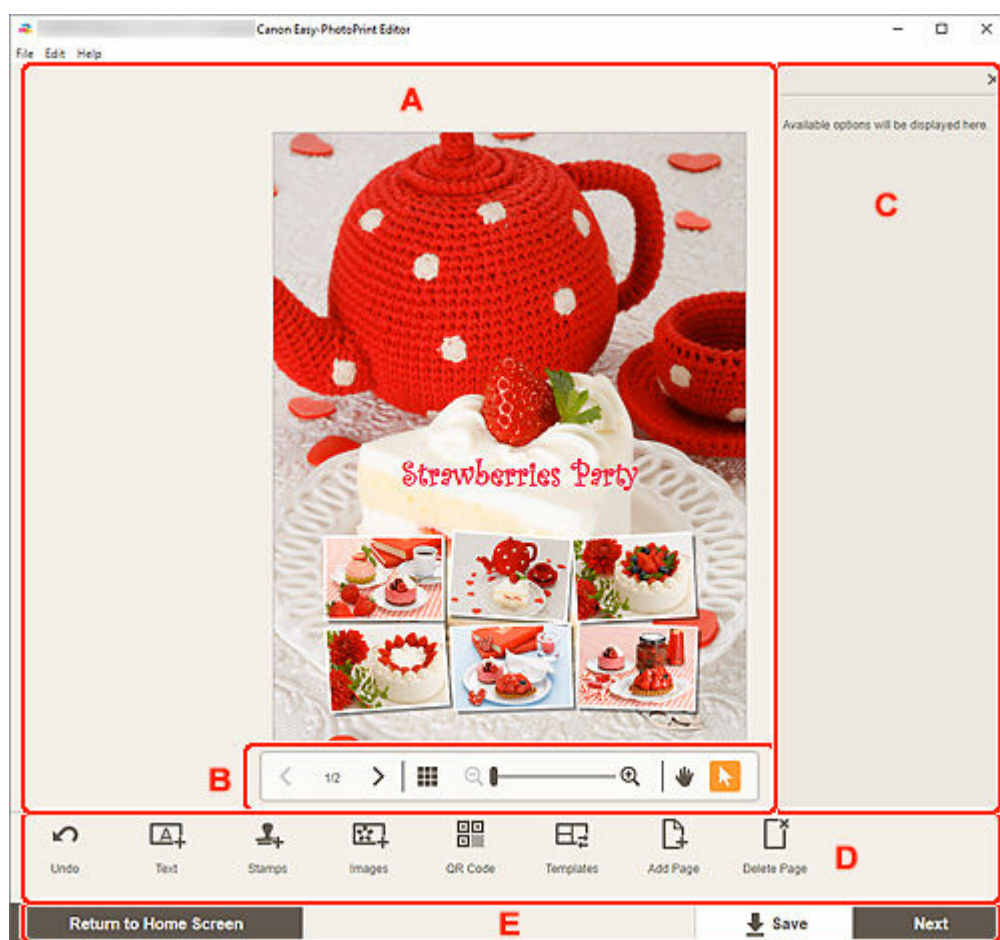 Canon Easy-PhotoPrint Editor
File Edit Help
A
Available options will be displayed here.
C
Strawberries Party
B
1/2
Undo
Text
Stamps
Images
QR Code
Templates
Add Page
Delete Page
D
Return to Home Screen
E
Save
Next